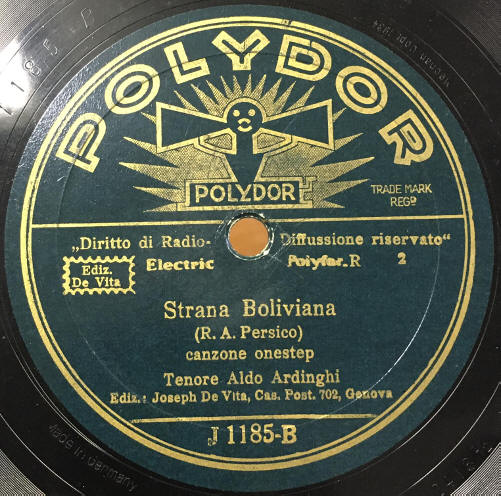 POLYDOR
POLYDOR
TRADE MARK
REGD
„Diritto di Radio- Diffussione riservato“
Ediz.
De Vita
Electric Polyfar.R 2
Strana Boliviana
(R. A. Persico)
canzone onestep
Tenore Aldo Ardinghi
Ediz.: Joseph De Vita, Cas. Post. 702, Genova
J 1185-B
Made in Germany